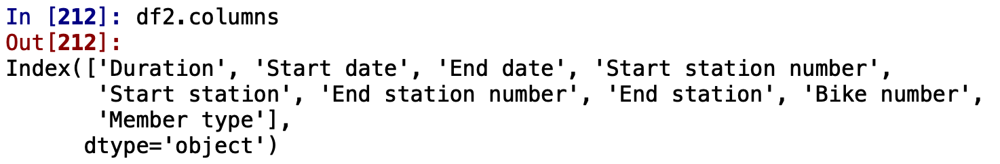 In [212]: df2.columns
Out[212]:
Index(['Duration', 'Start date', 'End date', 'Start station number',
       'Start station', 'End station number', 'End station', 'Bike number',
       'Member type'],
      dtype='object')